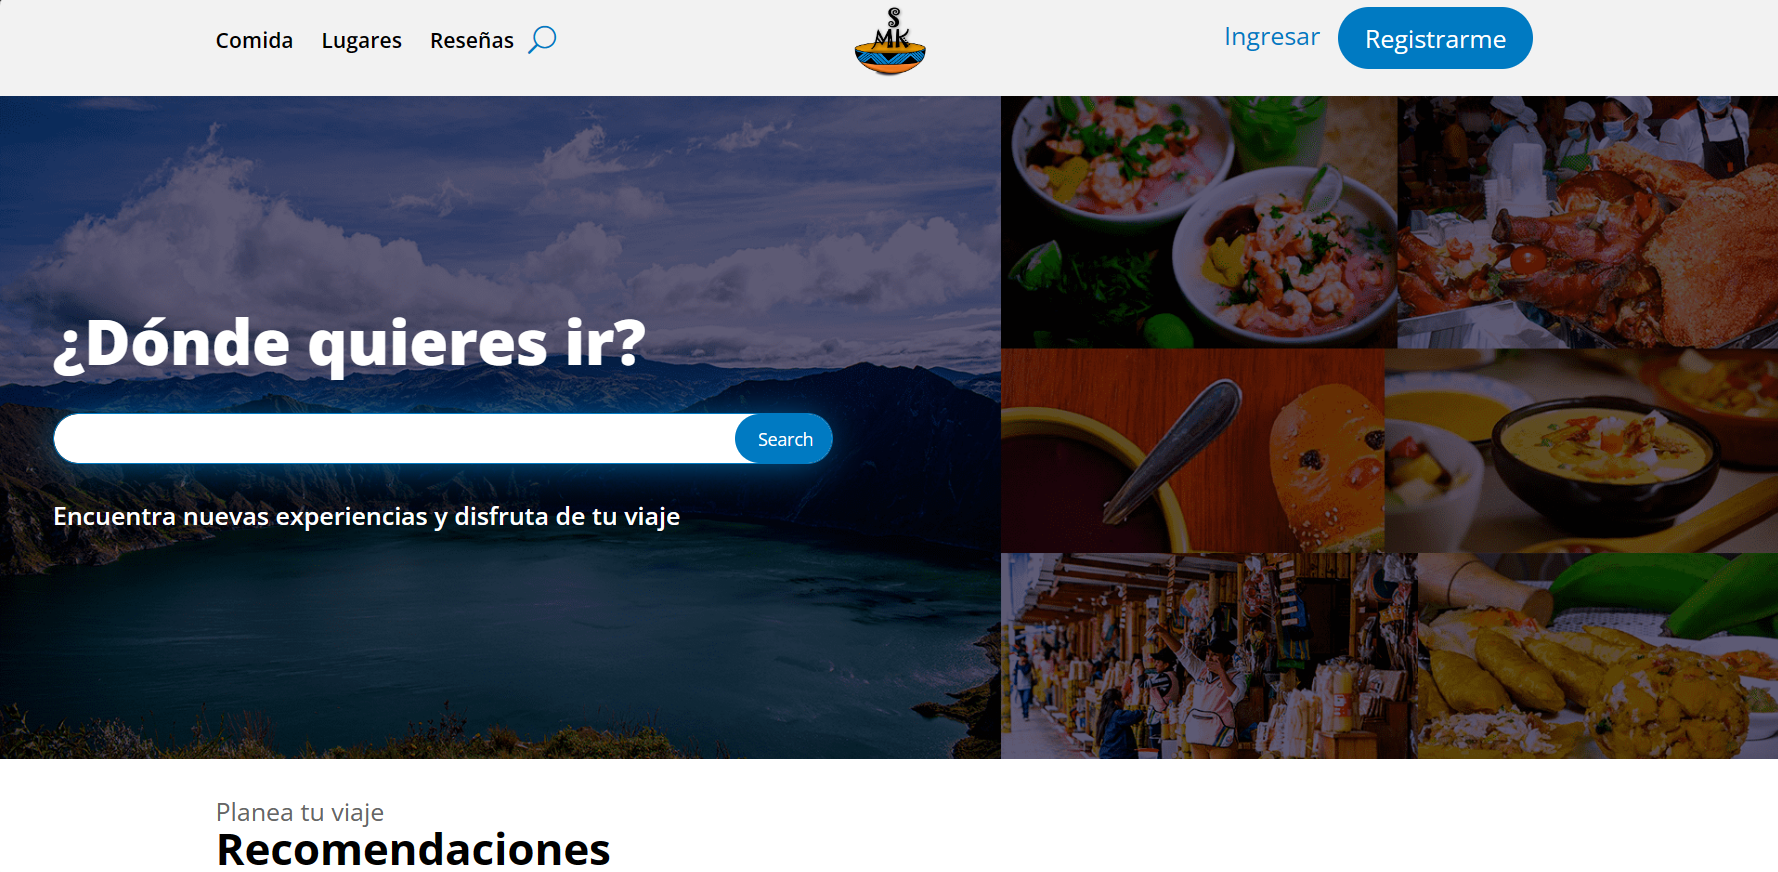 Comida Lugares Reseñas
S
MK
Ingresar Registrarme
¿Dónde quieres ir?
Search
Encuentra nuevas experiencias y disfruta de tu viaje
Planea tu viaje
Recomendaciones